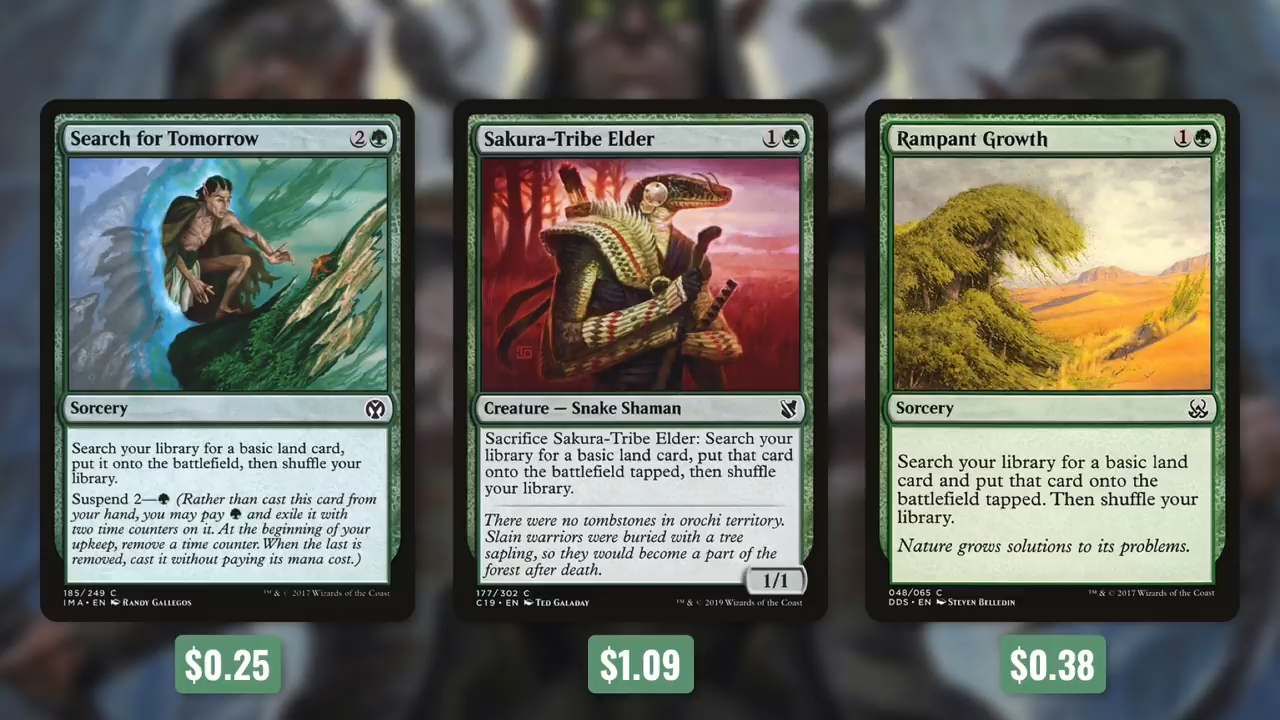 Search for Tomorrow 2
Sorcery
Search your library for a basic land card,
put it onto the battlefield, then shuffle your
library.
Suspend 2— (Rather than cast this card from
your hand, you may pay and exile it with
two time counters on it. At the beginning of your
upkeep, remove a time counter. When the last is
removed, cast it without paying its mana cost.)
185/249 C
IMA • EN Randy Gallegos
™ & © 2017 Wizards of the Coast
$0.25
Sakura-Tribe Elder 1
Creature — Snake Shaman
Sacrifice Sakura-Tribe Elder: Search your
library for a basic land card, put that card
onto the battlefield tapped, then shuffle
your library.
There were no tombstones in orochi territory.
Slain warriors were buried with a tree
sapling, so they would become a part of the
forest after death.
1/1
177/302 C
C19 • EN Ted Galaday
™ & © 2019 Wizards of the Coast
$1.09
Rampant Growth 1
Sorcery
Search your library for a basic land
card and put that card onto the
battlefield tapped. Then shuffle your
library.
Nature grows solutions to its problems.
048/065 C
DDS • EN Steven Belledin
™ & © 2017 Wizards of the Coast
$0.38